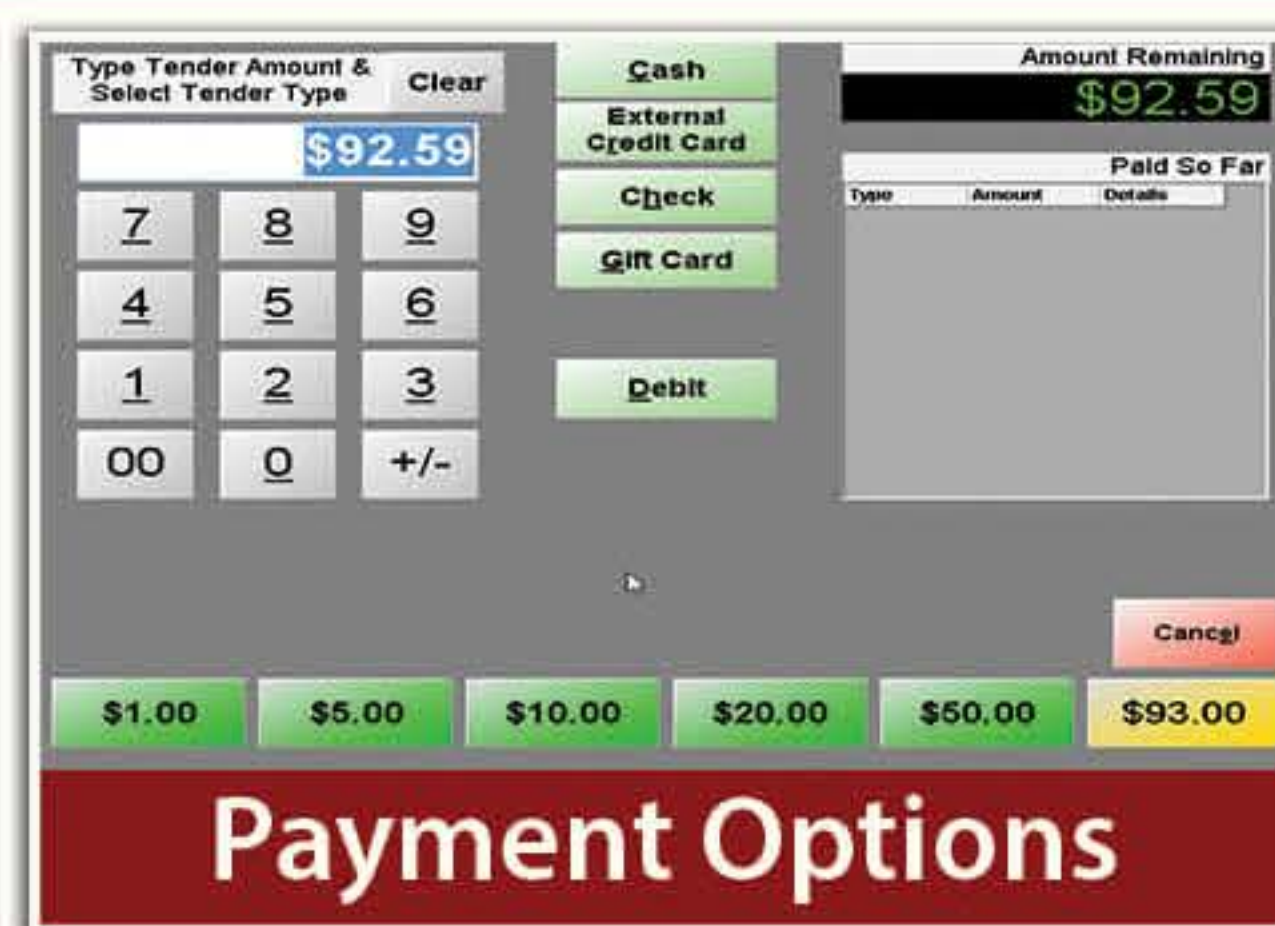 Type Tender Amount &
Select Tender Type
Clear
$92.59
7 8 9
4 5 6
1 2 3
00 0 +/-
Cash
External
Credit Card
Check
Gift Card
Debit
Amount Remaining
$92.59
Paid So Far
Type Amount Details
Cancel
$1.00 $5.00 $10.00 $20.00 $50.00 $93.00
Payment Options